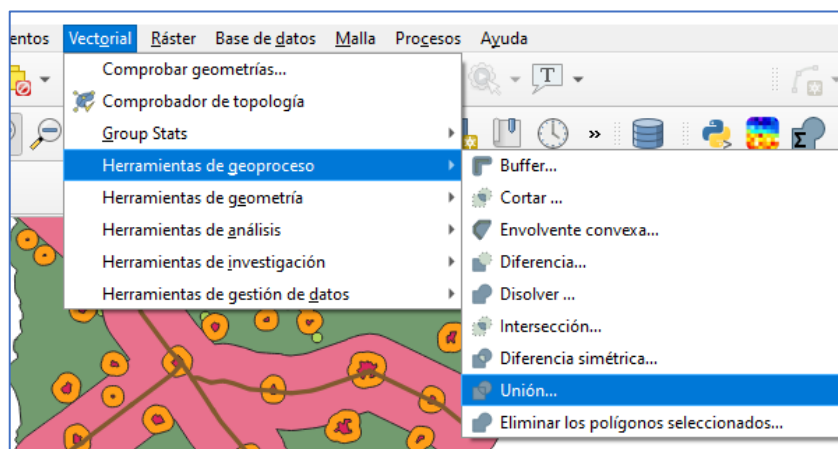 entos Vectorial Ráster Base de datos Malla Procesos Ayuda
Comprobar geometrías...
Comprobador de topología
Group Stats
Herramientas de geoproceso
Herramientas de geometría
Herramientas de análisis
Herramientas de investigación
Herramientas de gestión de datos
T
»
Σ
Buffer...
Cortar ...
Envolvente convexa...
Diferencia...
Disolver ...
Intersección...
Diferencia simétrica...
Unión...
Eliminar los polígonos seleccionados...